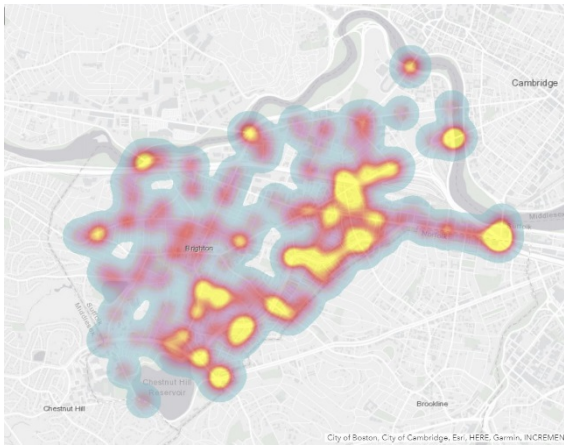 Cambridge
Brighton
Chestnut Hill
Reservoir
Chestnut Hill
Brookline
City of Boston, City of Cambridge, Esri, HERE, Garmin, INCREMEN